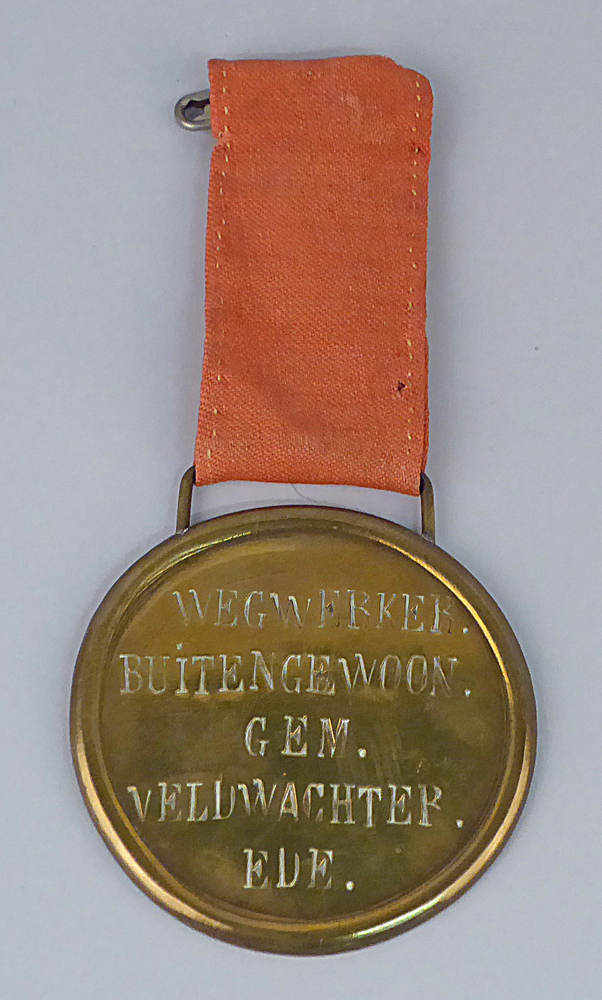 WEGWERKER.
BUiTENGEWOON.
GEM.
VELDWACHTER.
EDE.